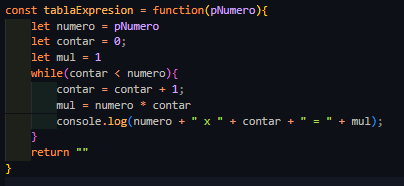 const tablaExpresion = function(pNumero){
let numero = pNumero
let contar = 0;
let mul = 1
while(contar < numero){
contar = contar + 1;
mul = numero * contar
console.log(numero + " x " + contar + " = " + mul);
}
return ""
}